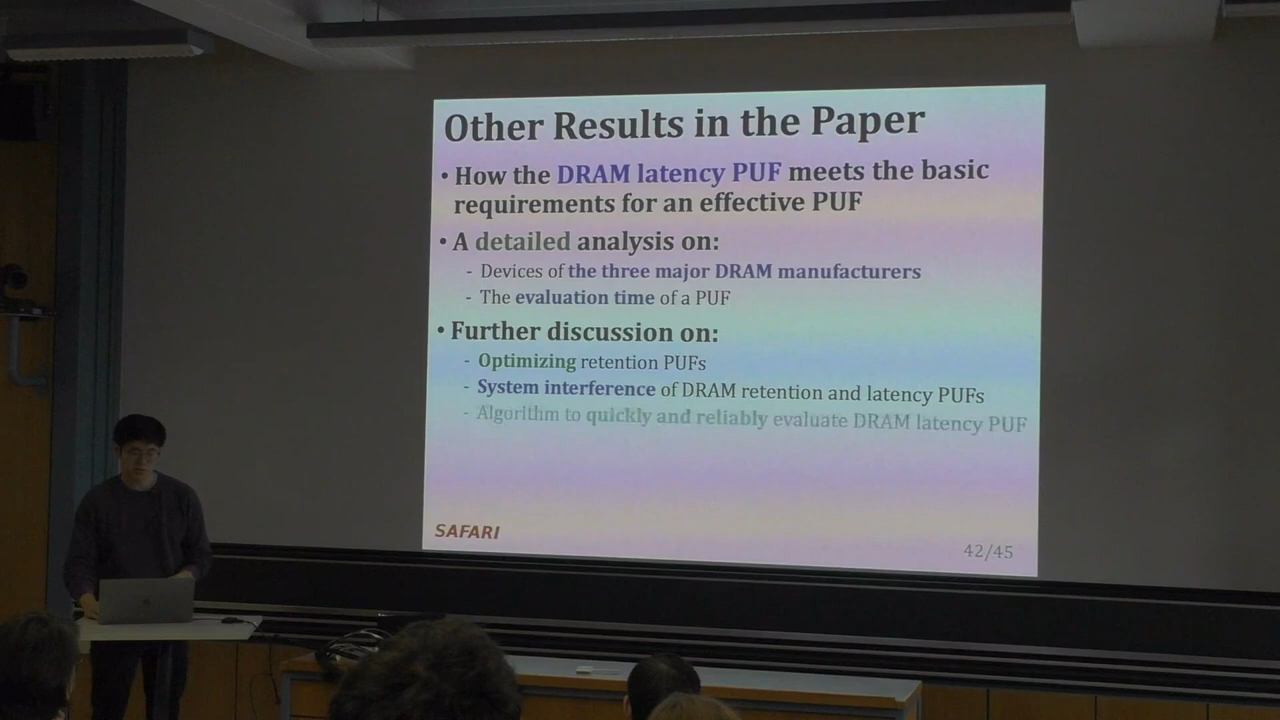 Other Results in the Paper
• How the DRAM latency PUF meets the basic
requirements for an effective PUF
• A detailed analysis on:
- Devices of the three major DRAM manufacturers
- The evaluation time of a PUF
• Further discussion on:
- Optimizing retention PUFs
- System interference of DRAM retention and latency PUFs
- Algorithm to quickly and reliably evaluate DRAM latency PUF
SAFARI
42/45